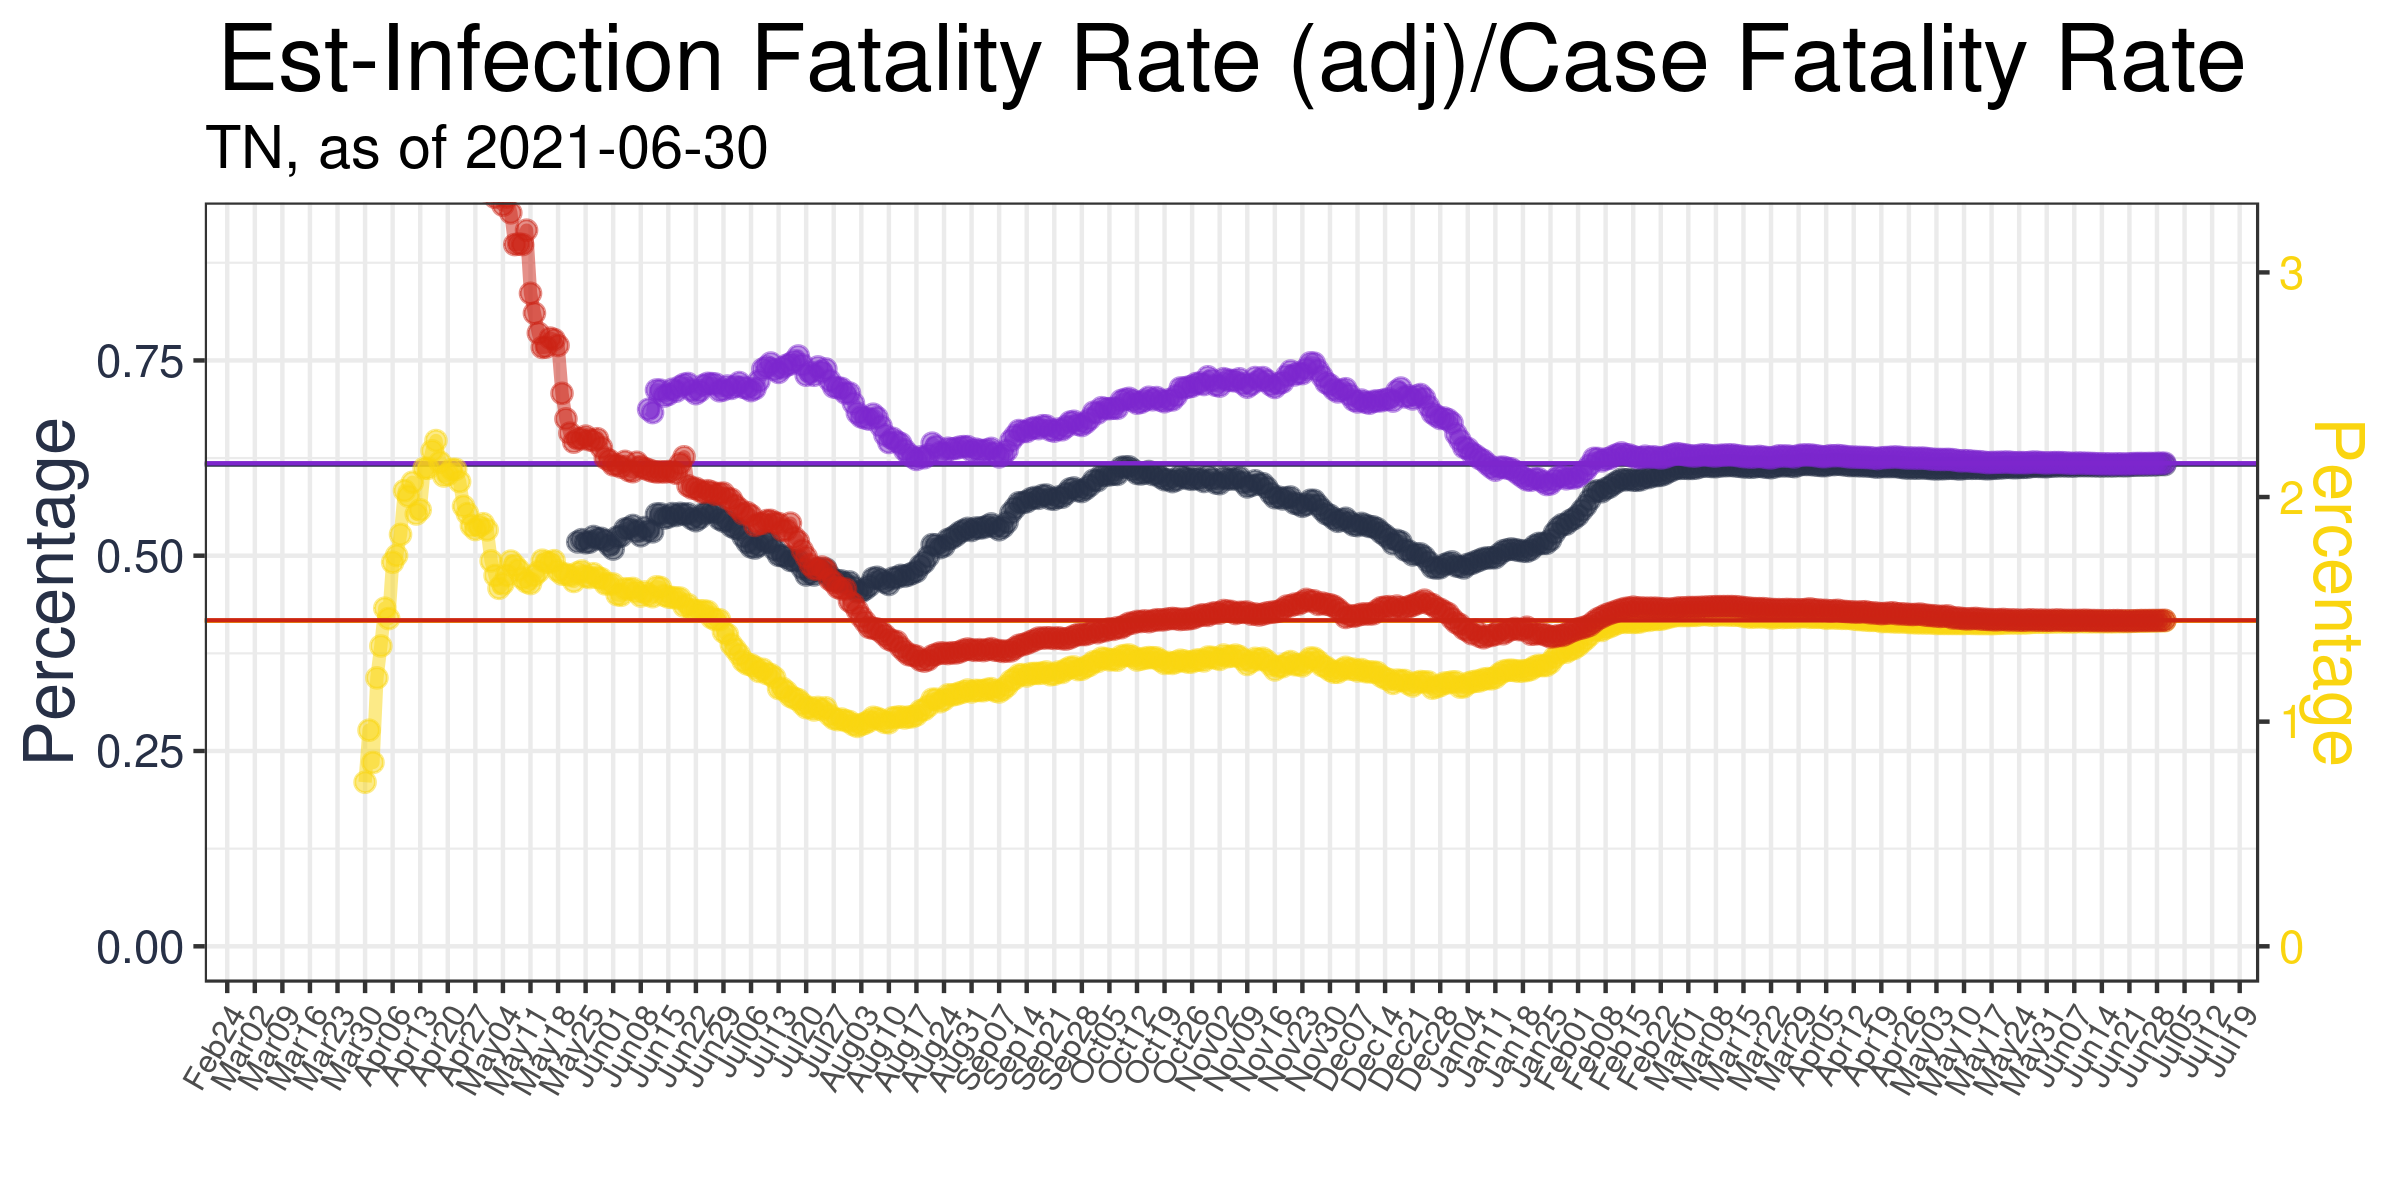 Est-Infection Fatality Rate (adj)/Case Fatality Rate
TN, as of 2021-06-30
Percentage
0.75
0.50
0.25
0.00
3
2
1
0
Percentage
Feb24
Mar02
Mar09
Mar16
Mar23
Mar30
Apr06
Apr13
Apr20
Apr27
May04
May11
May18
May25
Jun01
Jun08
Jun15
Jun22
Jun29
Jul06
Jul13
Jul20
Jul27
Aug03
Aug10
Aug17
Aug24
Aug31
Sep07
Sep14
Sep21
Sep28
Oct05
Oct12
Oct19
Oct26
Nov02
Nov09
Nov16
Nov23
Nov30
Dec07
Dec14
Dec21
Dec28
Jan04
Jan11
Jan18
Jan25
Feb01
Feb08
Feb15
Feb22
Mar01
Mar08
Mar15
Mar22
Mar29
Apr05
Apr12
Apr19
Apr26
May03
May10
May17
May24
May31
Jun07
Jun14
Jun21
Jun28
Jul05
Jul12
Jul19